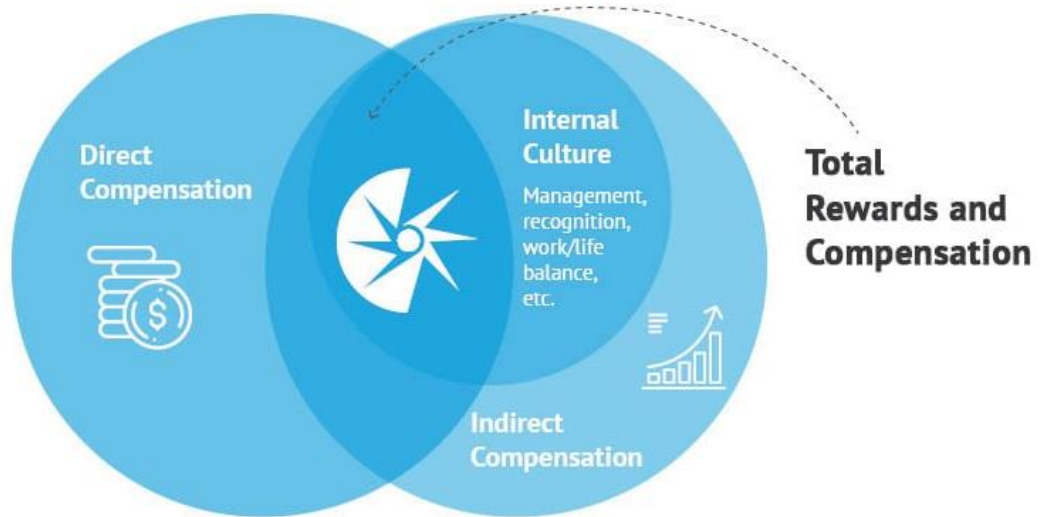 Direct
Compensation
$
Internal
Culture
Management,
recognition,
work/life
balance,
etc.
Indirect
Compensation
Total
Rewards and
Compensation